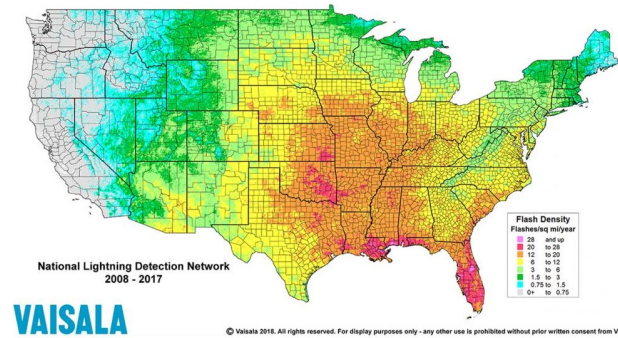 National Lightning Detection Network
2008 - 2017
VAISALA
Flash Density
Flashes/sq mi/year
28 and up
20 to 28
12 to 20
6 to 12
3 to 6
1.5 to 3
0.75 to 1.5
0+ to 0.75
© Vaisala 2018. All rights reserved. For display purposes only - any other use is prohibited without prior written consent from V